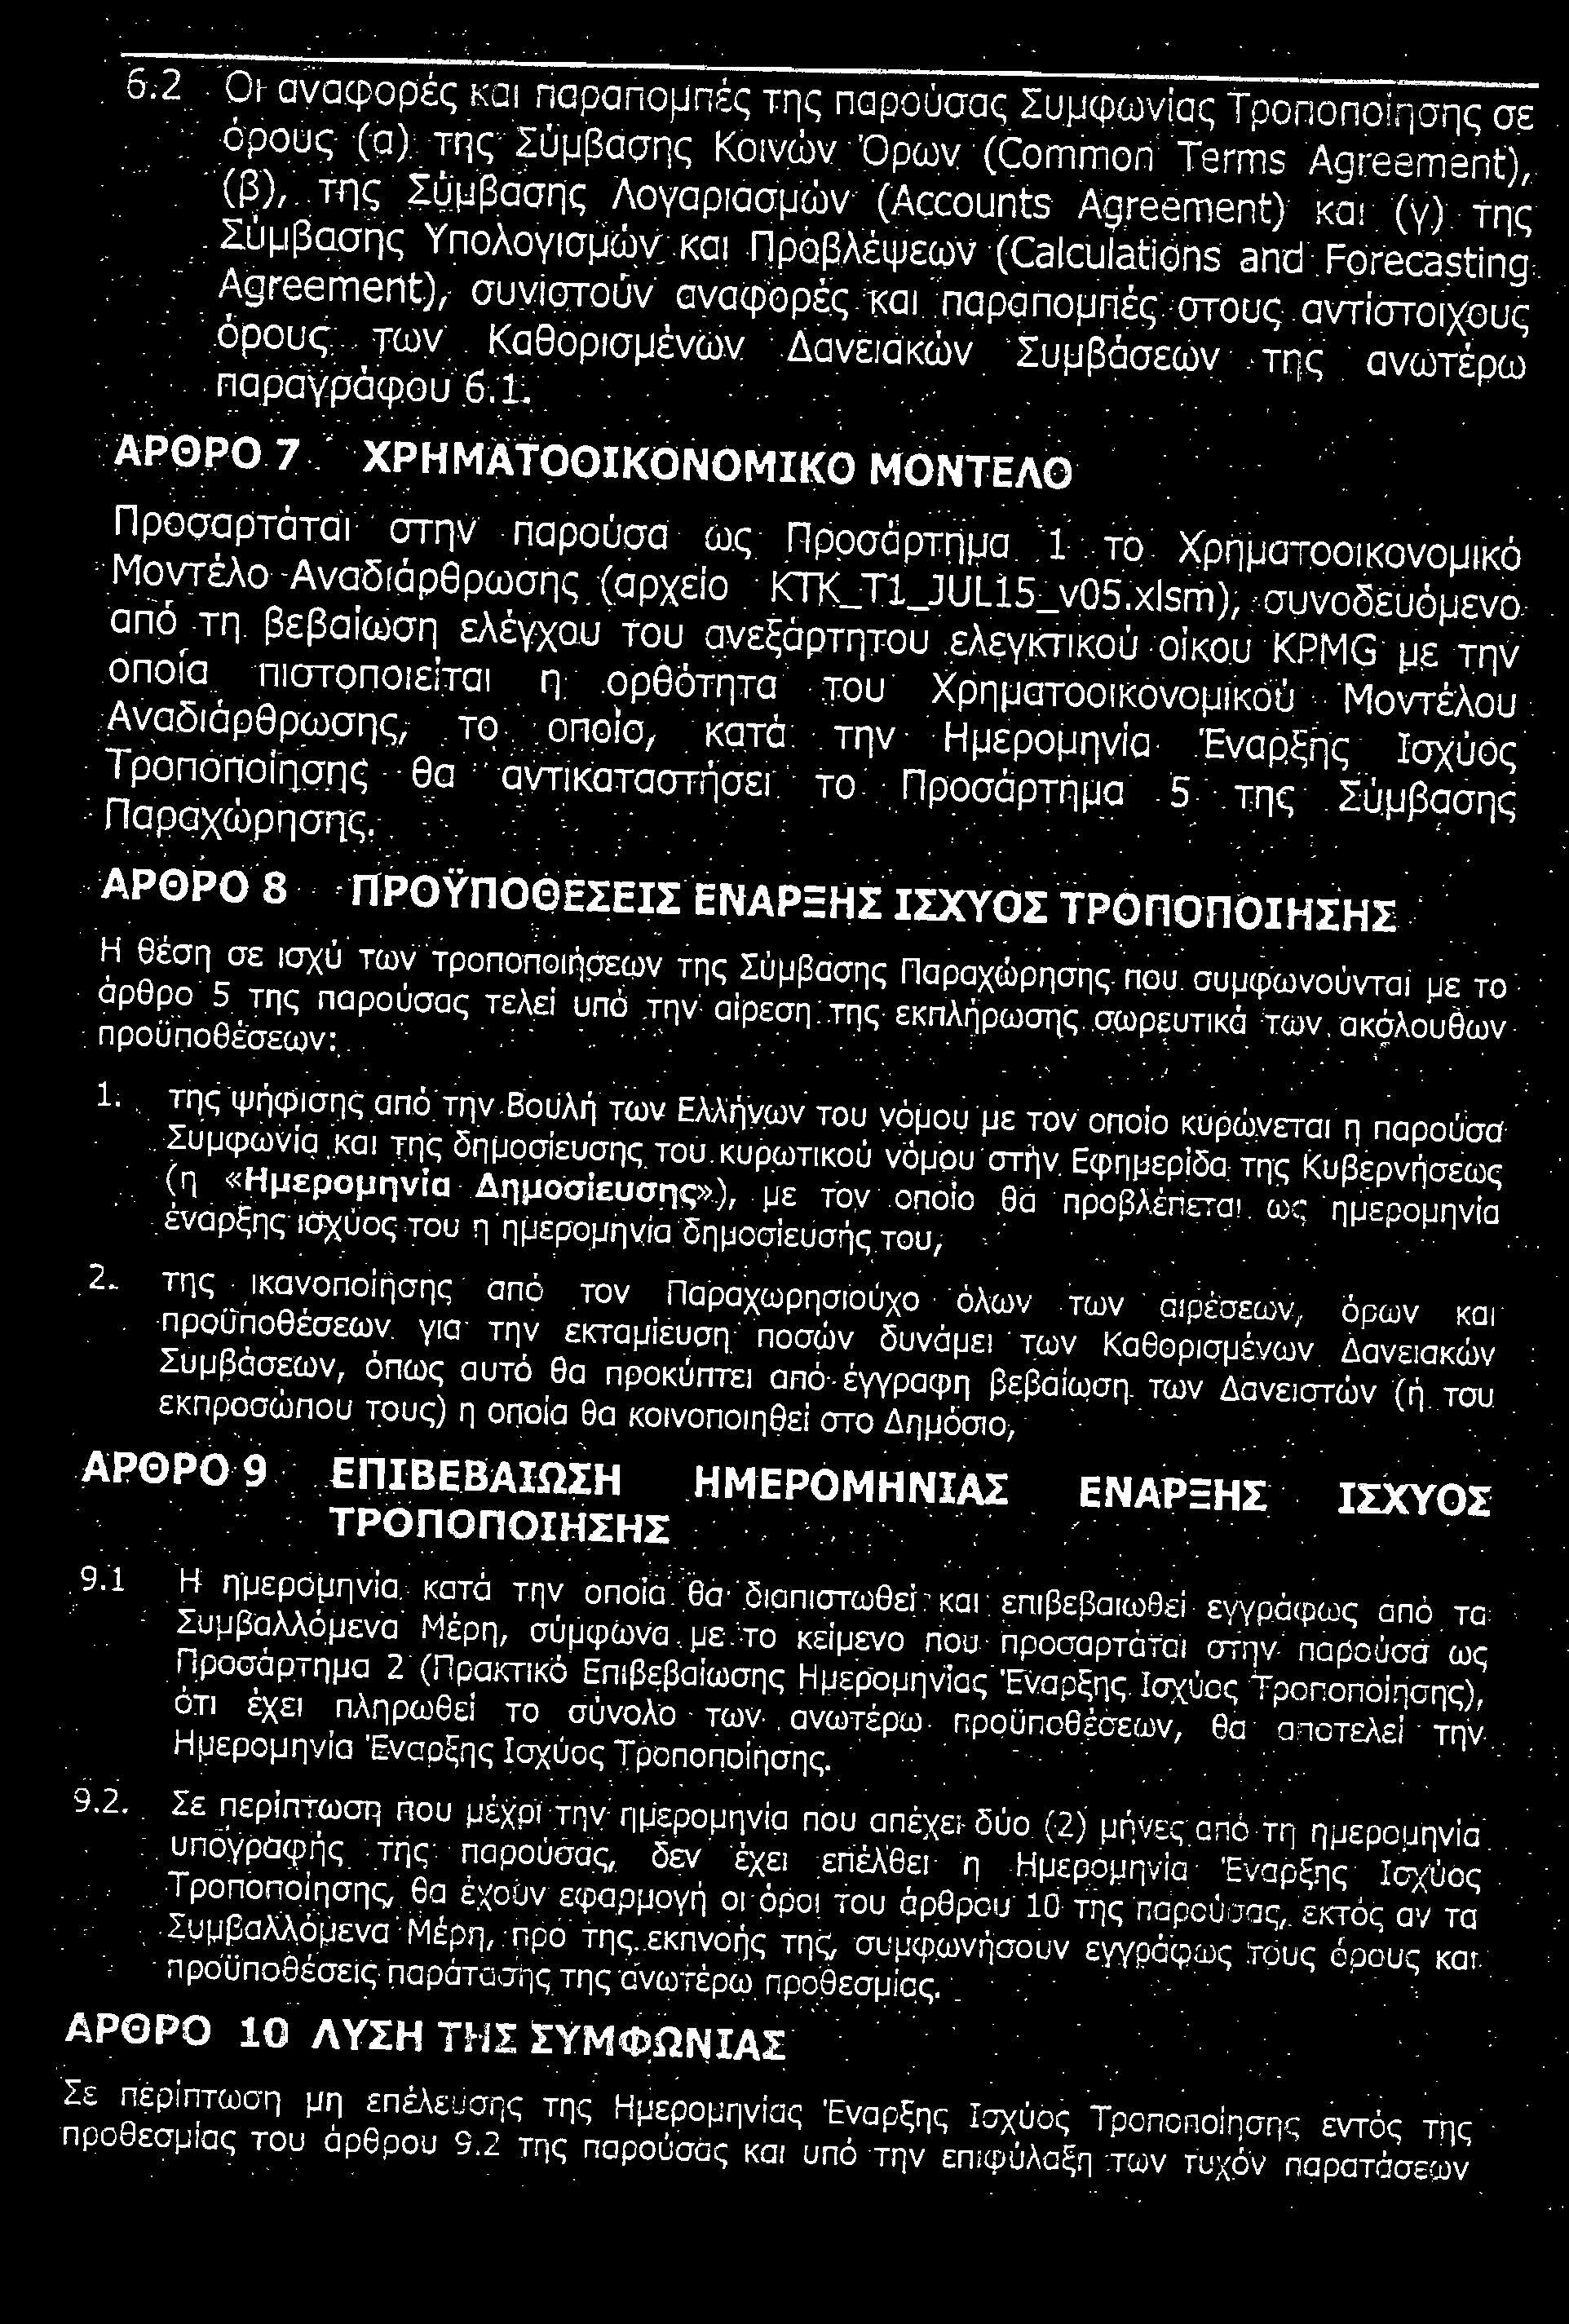 6.2 Οι αναφορές και παραπομπές της παρούσας Συμφωνίας Τροποποίησης σε
όρους (α) της Σύμβασης Κοινών Όρων (Common Terms Agreement),
(β), της Σύμβασης Λογαριασμών (Accounts Agreement) και (γ) της
Σύμβασης Υπολογισμών και Προβλέψεων (Calculations and Forecasting
Agreement), συνιστούν αναφορές και παραπομπές στους αντίστοιχους
όρους των Καθορισμένων Δανειακών Συμβάσεων της ανωτέρω
παραγράφου 6.1.
ΑΡΘΡΟ 7 ΧΡΗΜΑΤΟΟΙΚΟΝΟΜΙΚΟ ΜΟΝΤΕΛΟ
Προσαρτάται στην παρούσα ως Προσάρτημα 1 το Χρηματοοικονομικό
Μοντέλο Αναδιάρθρωσης (αρχείο KTK_T1_JUL15_v05.xlsm), συνοδευόμενο
από τη βεβαίωση ελέγχου του ανεξάρτητου ελεγκτικού οίκου KPMG με την
οποία πιστοποιείται η ορθότητα του Χρηματοοικονομικού Μοντέλου
Αναδιάρθρωσης, το οποίο, κατά την Ημερομηνία Έναρξης Ισχύος
Τροποποίησης θα αντικαταστήσει το Προσάρτημα 5 της Σύμβασης
Παραχώρησης.
ΑΡΘΡΟ 8 ΠΡΟΫΠΟΘΕΣΕΙΣ ΕΝΑΡΞΗΣ ΙΣΧΥΟΣ ΤΡΟΠΟΠΟΙΗΣΗΣ
Η θέση σε ισχύ των τροποποιήσεων της Σύμβασης Παραχώρησης που συμφωνούνται με το
άρθρο 5 της παρούσας τελεί υπό την αίρεση της εκπλήρωσης σωρευτικά των ακόλουθων
προϋποθέσεων:
1. της ψήφισης από την Βουλή των Ελλήνων του νόμου με τον οποίο κυρώνεται η παρούσα
Συμφωνία και της δημοσίευσης του κυρωτικού νόμου στην Εφημερίδα της Κυβερνήσεως
(η «Ημερομηνία Δημοσίευσης»), με τον οποίο θα προβλέπεται ως ημερομηνία
έναρξης ισχύος του η ημερομηνία δημοσίευσής του,
2. της ικανοποίησης από τον Παραχωρησιούχο όλων των αιρέσεων, όρων και
προϋποθέσεων για την εκταμίευση ποσών δυνάμει των Καθορισμένων Δανειακών
Συμβάσεων, όπως αυτό θα προκύπτει από έγγραφη βεβαίωση των Δανειστών (ή του
εκπροσώπου τους) η οποία θα κοινοποιηθεί στο Δημόσιο,
ΑΡΘΡΟ 9 ΕΠΙΒΕΒΑΙΩΣΗ ΗΜΕΡΟΜΗΝΙΑΣ ΕΝΑΡΞΗΣ ΙΣΧΥΟΣ
ΤΡΟΠΟΠΟΙΗΣΗΣ
9.1 Η ημερομηνία κατά την οποία θα διαπιστωθεί και επιβεβαιωθεί εγγράφως από τα
Συμβαλλόμενα Μέρη, σύμφωνα με το κείμενο που προσαρτάται στην παρούσα ως
Προσάρτημα 2 (Πρακτικό Επιβεβαίωσης Ημερομηνίας Έναρξης Ισχύος Τροποποίησης),
ότι έχει πληρωθεί το σύνολο των ανωτέρω προϋποθέσεων, θα αποτελεί την
Ημερομηνία Έναρξης Ισχύος Τροποποίησης.
9.2. Σε περίπτωση που μέχρι την ημερομηνία που απέχει δύο (2) μήνες από τη ημερομηνία
υπογραφής της παρούσας, δεν έχει επέλθει η Ημερομηνία Έναρξης Ισχύος
Τροποποίησης, θα έχουν εφαρμογή οι όροι του άρθρου 10 της παρούσας, εκτός αν τα
Συμβαλλόμενα Μέρη, προ της εκπνοής της, συμφωνήσουν εγγράφως τους όρους και
προϋποθέσεις παράτασης της ανωτέρω προθεσμίας.
ΑΡΘΡΟ 10 ΛΥΣΗ ΤΗΣ ΣΥΜΦΩΝΙΑΣ
Σε περίπτωση μη επέλευσης της Ημερομηνίας Έναρξης Ισχύος Τροποποίησης εντός της
προθεσμίας του άρθρου 9.2 της παρούσας και υπό την επιφύλαξη των τυχόν παρατάσεων